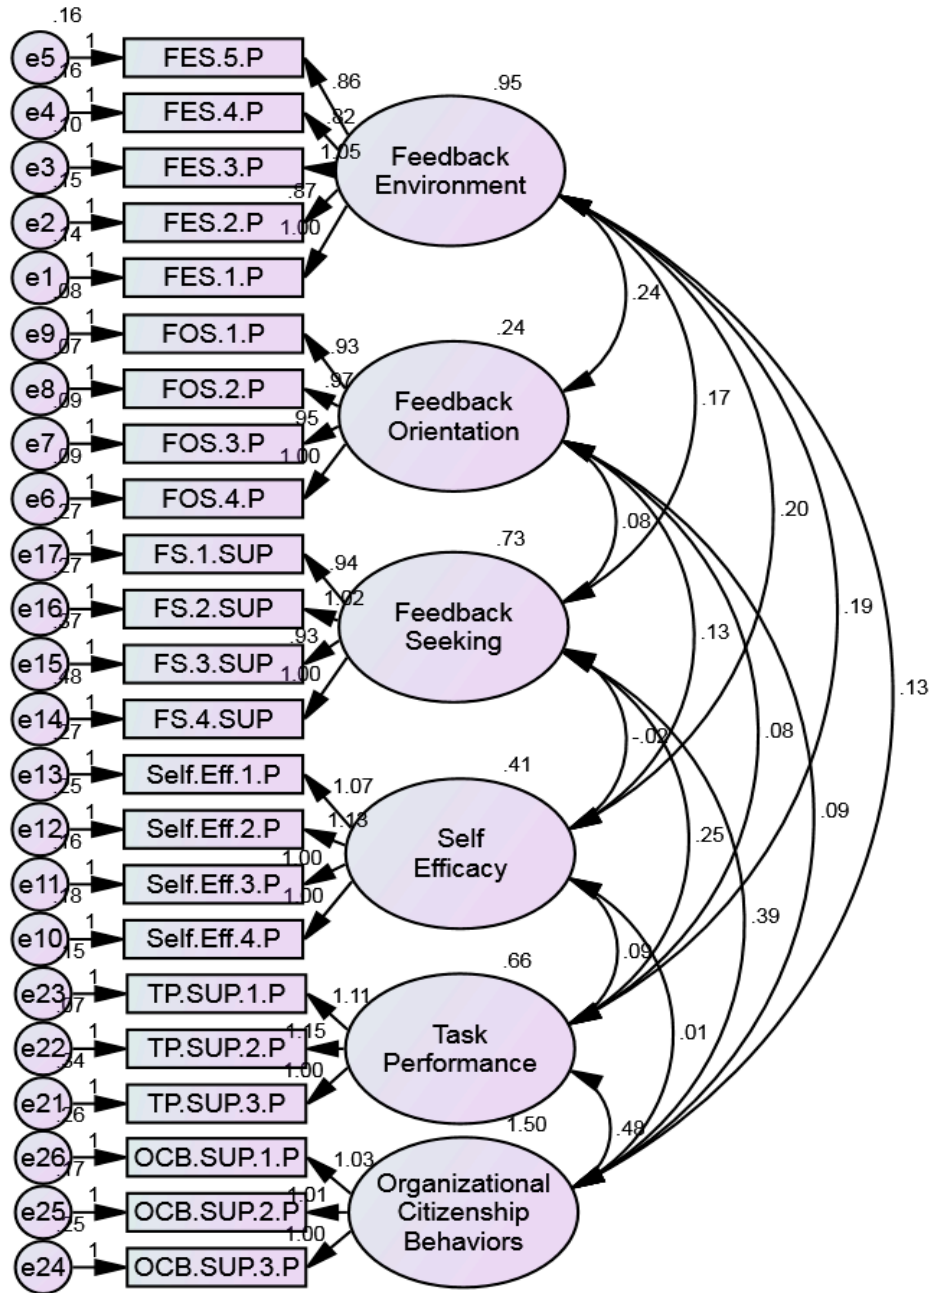 .16
e5 1 FES.5.P .86 .95
.16
e4 1 FES.4.P .82
.10
e3 1 FES.3.P 1.05
.15
e2 1 FES.2.P .87
.14
e1 1 FES.1.P 1.00
Feedback
Environment
.08
e9 1 FOS.1.P .93 .24
.07
e8 1 FOS.2.P .97
.09
e7 1 FOS.3.P .95
.09
e6 1 FOS.4.P 1.00
Feedback
Orientation
.27
e17 1 FS.1.SUP .94 .73
.27
e16 1 FS.2.SUP 1.02
.37
e15 1 FS.3.SUP .93
.48
e14 1 FS.4.SUP 1.00
Feedback
Seeking
.27
e13 1 Self.Eff.1.P 1.07 .41
.25
e12 1 Self.Eff.2.P 1.13
.16
e11 1 Self.Eff.3.P 1.00
.18
e10 1 Self.Eff.4.P 1.00
Self
Efficacy
.15
e23 1 TP.SUP.1.P 1.11 .66
.07
e22 1 TP.SUP.2.P 1.15
.34
e21 1 TP.SUP.3.P 1.00
Task
Performance
.26
e26 1 OCB.SUP.1.P 1.03 1.50
.17
e25 1 OCB.SUP.2.P 1.01
.25
e24 1 OCB.SUP.3.P 1.00
Organizational
Citizenship
Behaviors
.24
.17
.20
.08
.19
.13
.13
-.02
.08
.09
.25
.39
.09
.01
.48